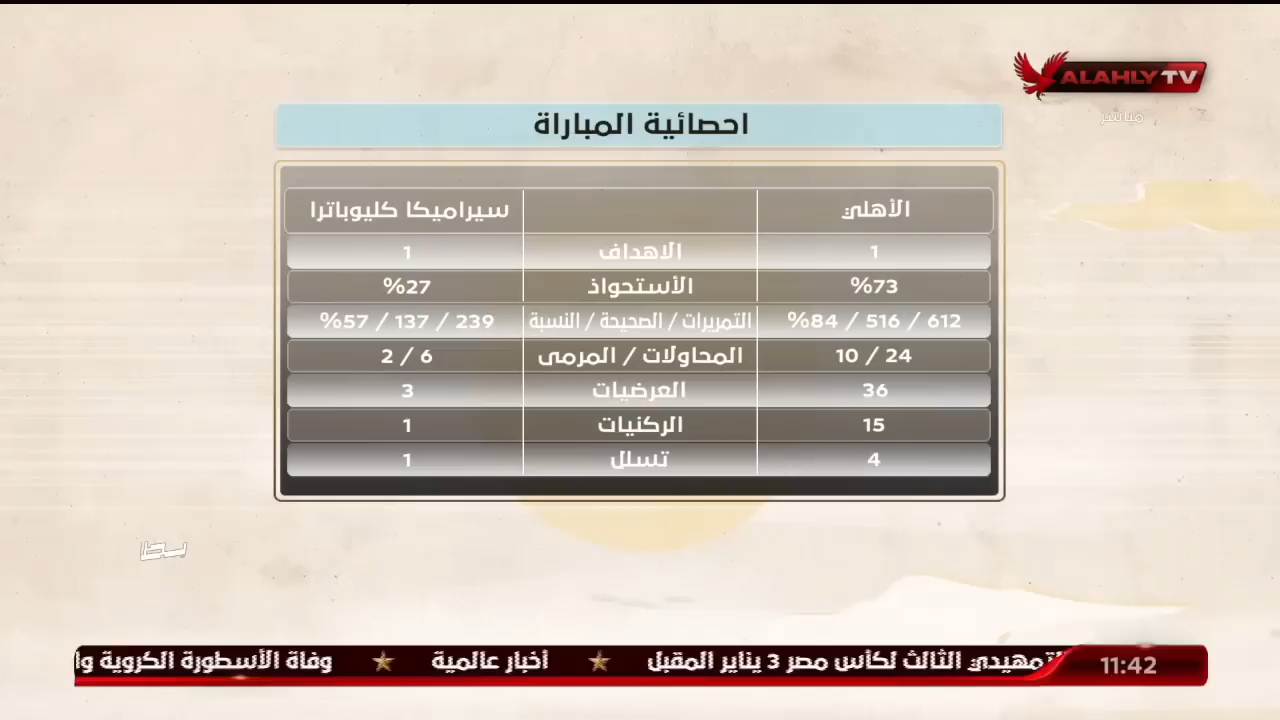 ALAHLY TV
مباشر
احصائية المباراة
الأهلي سيراميكا كليوباترا
1 الاهداف 1
%73 الأستحواذ %27
612 / 516 / 84% التمريرات / الصحيحة / النسبة 239 / 137 / 57%
24 / 10 المحاولات / المرمى 6 / 2
36 العرضيات 3
15 الركنيات 1
4 تسلل 1
11:42 التمهيدي الثالث لكأس مصر 3 يناير المقبل ★ أخبار عالمية ★ وفاة الأسطورة الكروية وا